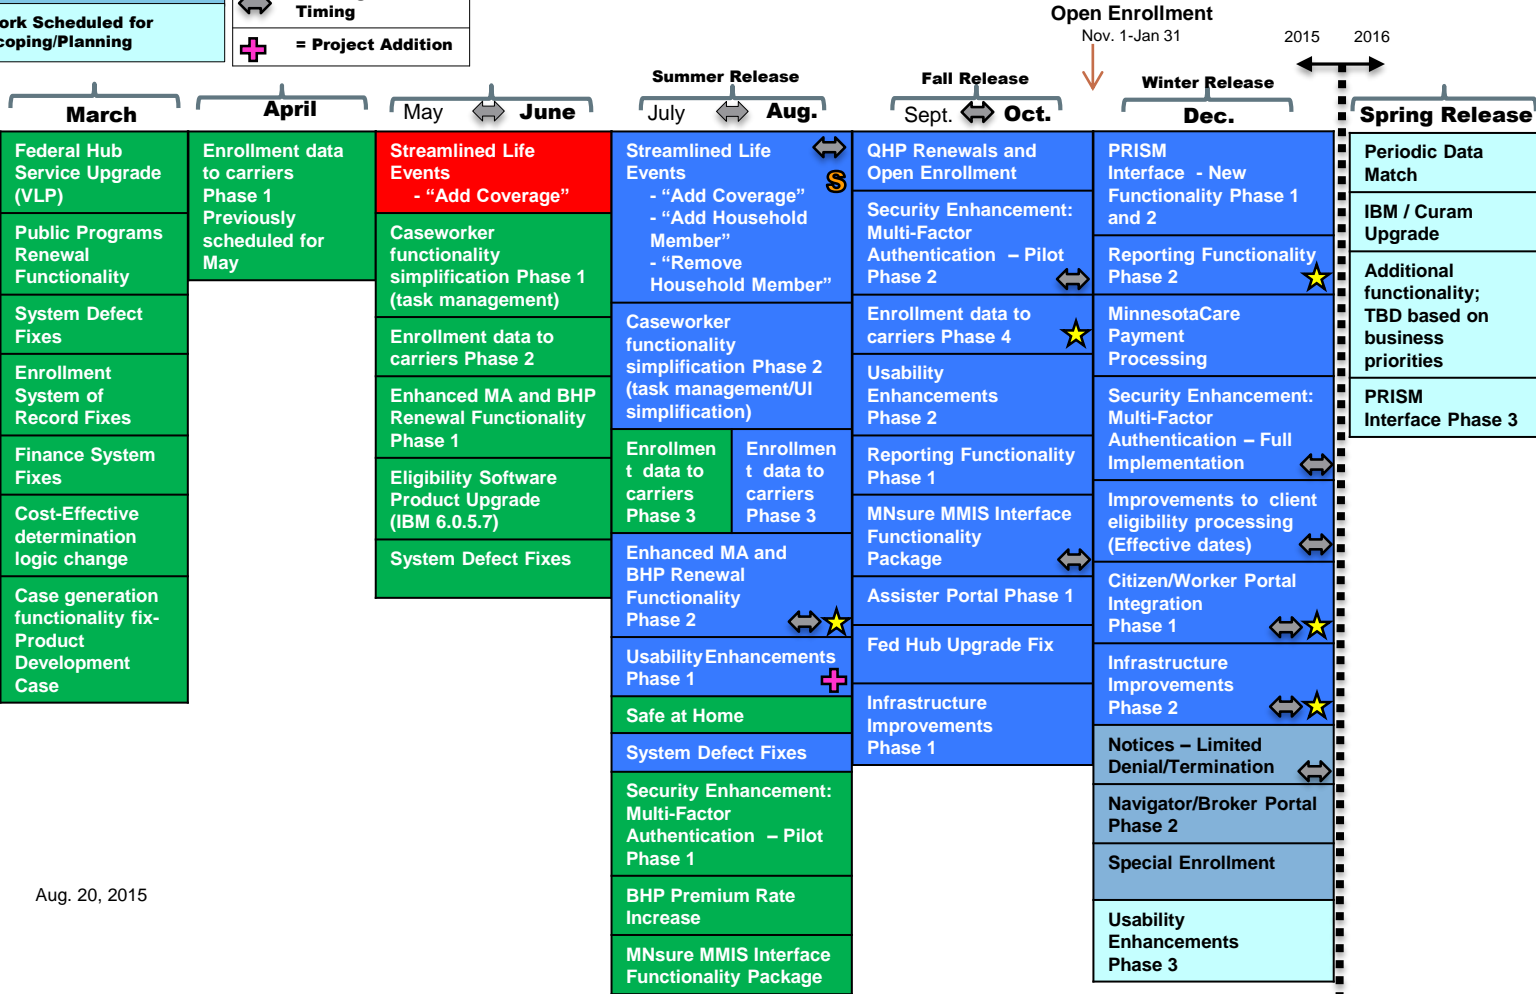 Timing
ork Scheduled for
coping/Planning
= Project Addition
Open Enrollment
Nov. 1-Jan 31
2015
2016
Summer Release
Fall Release
Winter Release
March
April
May
June
July
Aug.
Sept.
Oct.
Dec.
Spring Release
Federal Hub
Service Upgrade
(VLP)
Public Programs
Renewal
Functionality
System Defect
Fixes
Enrollment
System of
Record Fixes
Finance System
Fixes
Cost-Effective
determination
logic change
Case generation
functionality fix-
Product
Development
Case
Enrollment data
to carriers
Phase 1
Previously
scheduled for
May
Streamlined Life
Events
- “Add Coverage”
Caseworker
functionality
simplification Phase 1
(task management)
Enrollment data to
carriers Phase 2
Enhanced MA and BHP
Renewal Functionality
Phase 1
Eligibility Software
Product Upgrade
(IBM 6.0.5.7)
System Defect Fixes
Streamlined Life
Events
- “Add Coverage”
- “Add Household
Member”
- “Remove
Household Member”
S
Caseworker
functionality
simplification Phase 2
(task management/UI
simplification)
Enrollmen
t data to
carriers
Phase 3
Enrollmen
t data to
carriers
Phase 3
Enhanced MA and
BHP Renewal
Functionality
Phase 2
Usability Enhancements
Phase 1
Safe at Home
System Defect Fixes
Security Enhancement:
Multi-Factor
Authentication – Pilot
Phase 1
BHP Premium Rate
Increase
MNsure MMIS Interface
Functionality Package
QHP Renewals and
Open Enrollment
Security Enhancement:
Multi-Factor
Authentication – Pilot
Phase 2
Enrollment data to
carriers Phase 4
Usability
Enhancements
Phase 2
Reporting Functionality
Phase 1
MNsure MMIS Interface
Functionality
Package
Assister Portal Phase 1
Fed Hub Upgrade Fix
Infrastructure
Improvements
Phase 1
PRISM
Interface - New
Functionality Phase 1
and 2
Reporting Functionality
Phase 2
MinnesotaCare
Payment
Processing
Security Enhancement:
Multi-Factor
Authentication – Full
Implementation
Improvements to client
eligibility processing
(Effective dates)
Citizen/Worker Portal
Integration
Phase 1
Infrastructure
Improvements
Phase 2
Notices – Limited
Denial/Termination
Navigator/Broker Portal
Phase 2
Special Enrollment
Usability
Enhancements
Phase 3
Periodic Data
Match
IBM / Curam
Upgrade
Additional
functionality;
TBD based on
business
priorities
PRISM
Interface Phase 3
Aug. 20, 2015